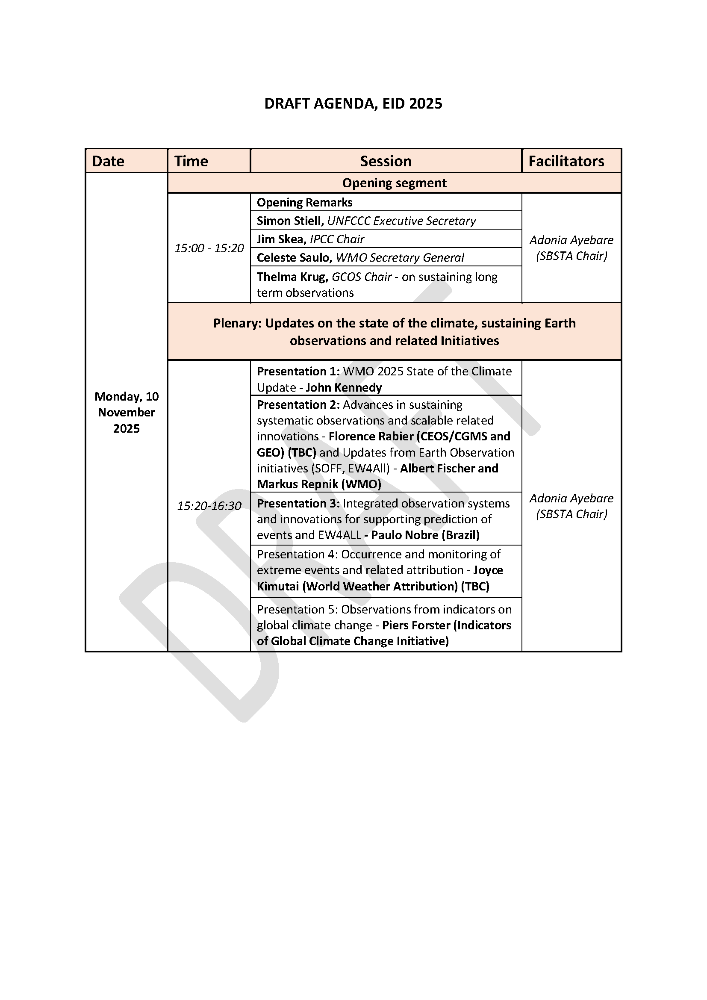 DRAFT AGENDA, EID 2025
Date
Time
Session
Facilitators
Opening segment
Monday, 10
November
2025
15:00 - 15:20
Opening Remarks
Simon Stiell, UNFCCC Executive Secretary
Jim Skea, IPCC Chair
Celeste Saulo, WMO Secretary General
Thelma Krug, GCOS Chair - on sustaining long
term observations
Adonia Ayebare
(SBSTA Chair)
Plenary: Updates on the state of the climate, sustaining Earth
observations and related Initiatives
15:20-16:30
Presentation 1: WMO 2025 State of the Climate
Update - John Kennedy
Presentation 2: Advances in sustaining
systematic observations and scalable related
innovations - Florence Rabier (CEOS/CGMS and
GEO) (TBC) and Updates from Earth Observation
initiatives (SOFF, EW4All) - Albert Fischer and
Markus Repnik (WMO)
Presentation 3: Integrated observation systems
and innovations for supporting prediction of
events and EW4ALL - Paulo Nobre (Brazil)
Presentation 4: Occurrence and monitoring of
extreme events and related attribution - Joyce
Kimutai (World Weather Attribution) (TBC)
Presentation 5: Observations from indicators on
global climate change - Piers Forster (Indicators
of Global Climate Change Initiative)
Adonia Ayebare
(SBSTA Chair)
DRAFT